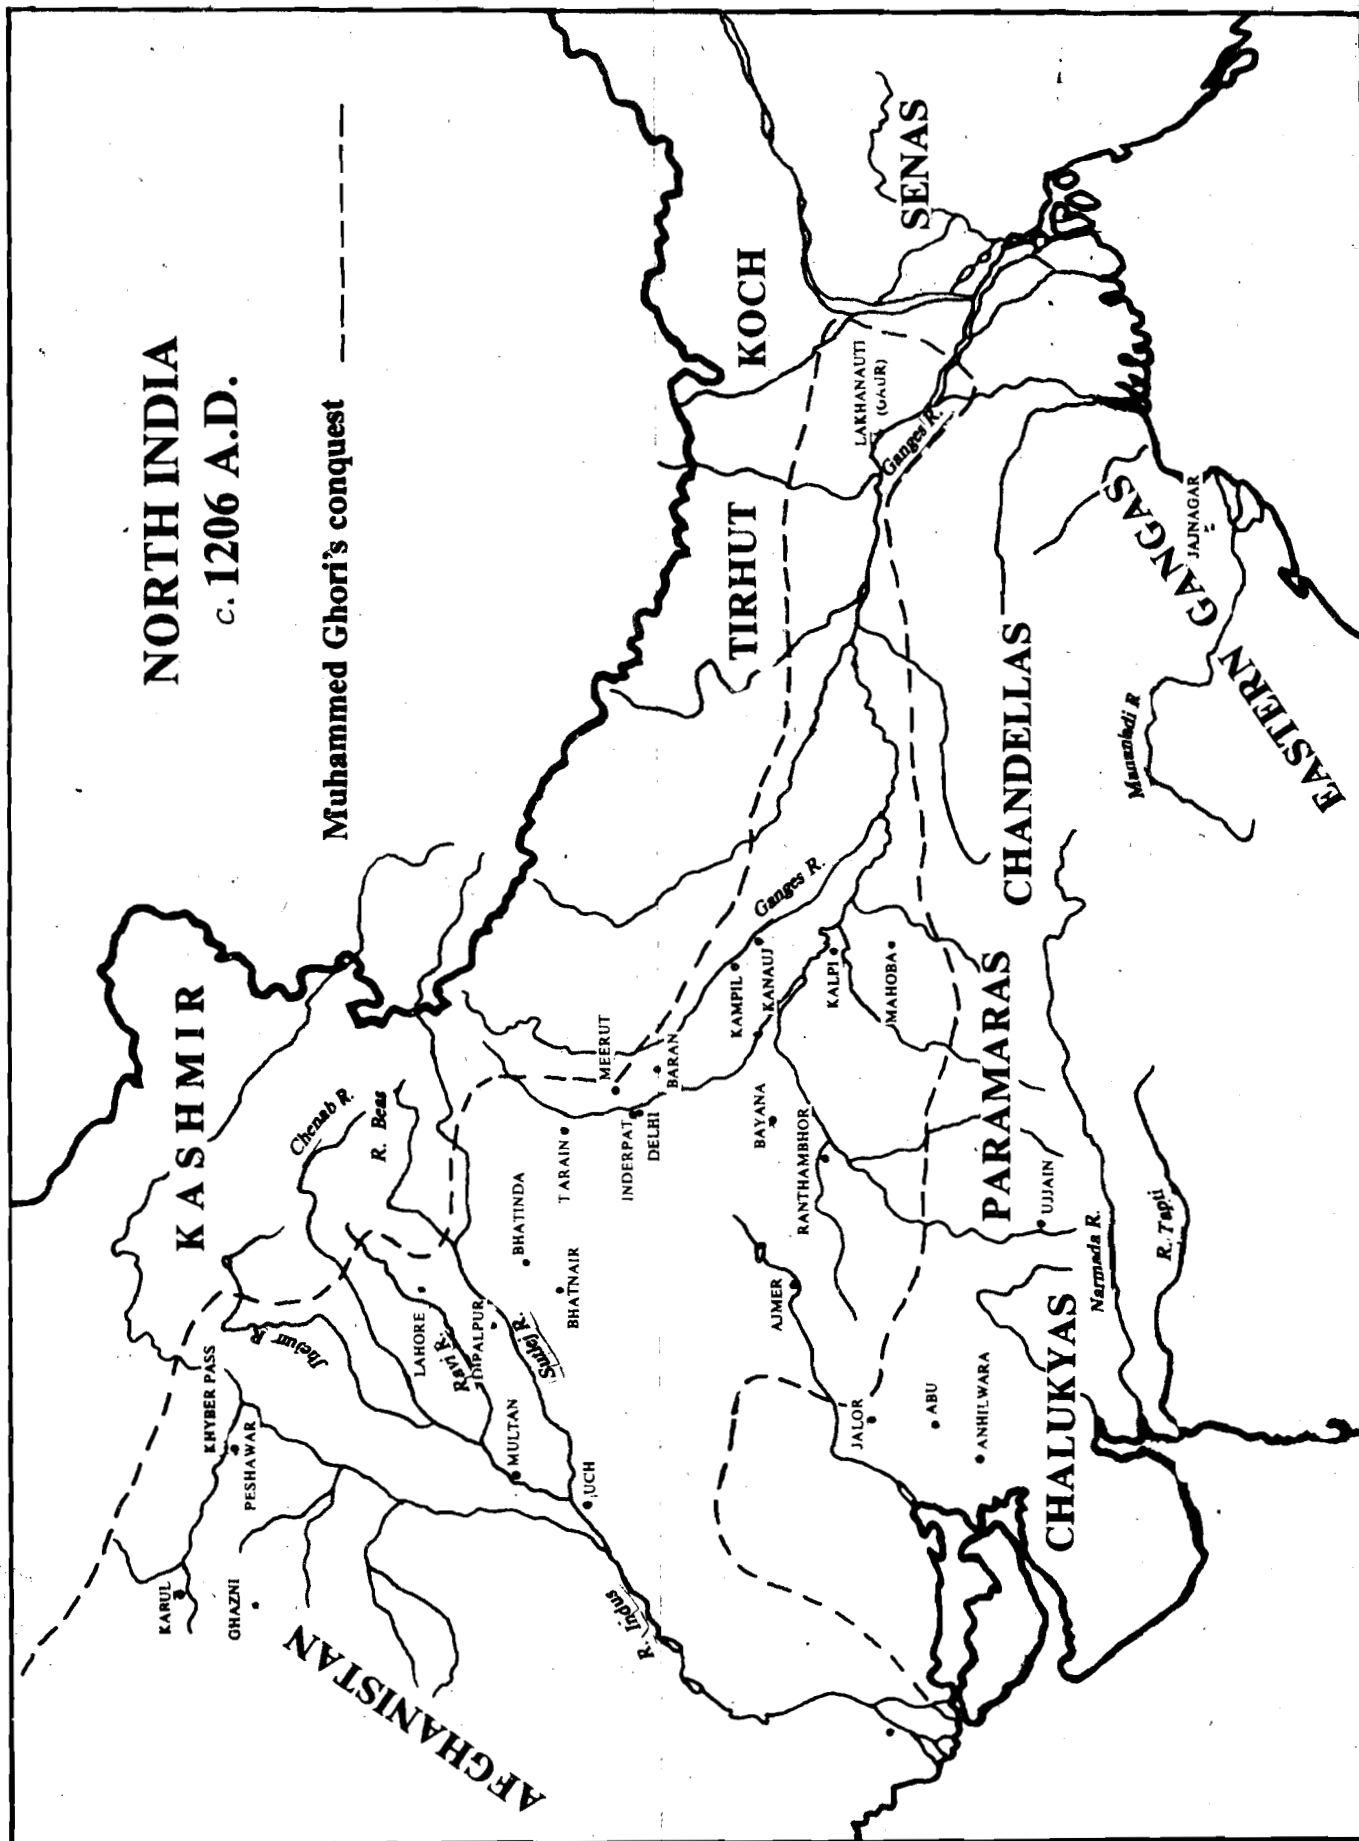 NORTH INDIA
c. 1206 A.D.
Muhammed Ghori's conquest
KASHMIR
Chenab R.
R. Beas
Jhelum R.
KHYBER PASS
PESHAWAR
KABUL
GHAZNI
AFGHANISTAN
LAHORE
Ravi R.
DIPALPUR
Sutlej R.
MULTAN
UCH
R. Indus
BHATINDA
BHATNAIR
TARAIN
MEERUT
INDERPAT
DELHI
BARAN
KAMPIL
KANAUJ
Ganges R.
KALPI
MAHOBA
BAYANA
RANTHAMBHOR
AJMER
JALOR
ABU
ANHILWARA
UJJAIN
PARAMARAS
CHALUKYAS
Narmada R.
R. Tapti
CHANDELLAS
TIRHUT
KOCH
SENAS
LAKHANAUTI
(GAUR)
Ganges R.
EASTERN GANGAS
JAJNAGAR